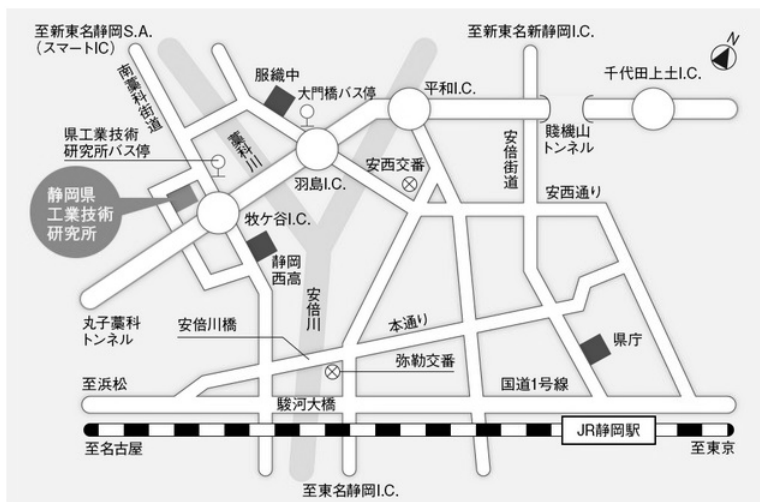 至新東名静岡S.A.
(スマートIC)
至新東名新静岡I.C.
N
南藁科街道
服織中
大門橋バス停
平和I.C.
千代田上土I.C.
県工業技術
研究所バス停
藁科川
安西交番
安倍街道
賤機山
トンネル
羽鳥I.C.
安西通り
静岡県
工業技術
研究所
牧ケ谷I.C.
静岡
西高
安倍川
丸子藁科
トンネル
安倍川橋
本通り
県庁
弥勒交番
至浜松
国道1号線
駿河大橋
JR静岡駅
至名古屋
至東京
至東名静岡I.C.